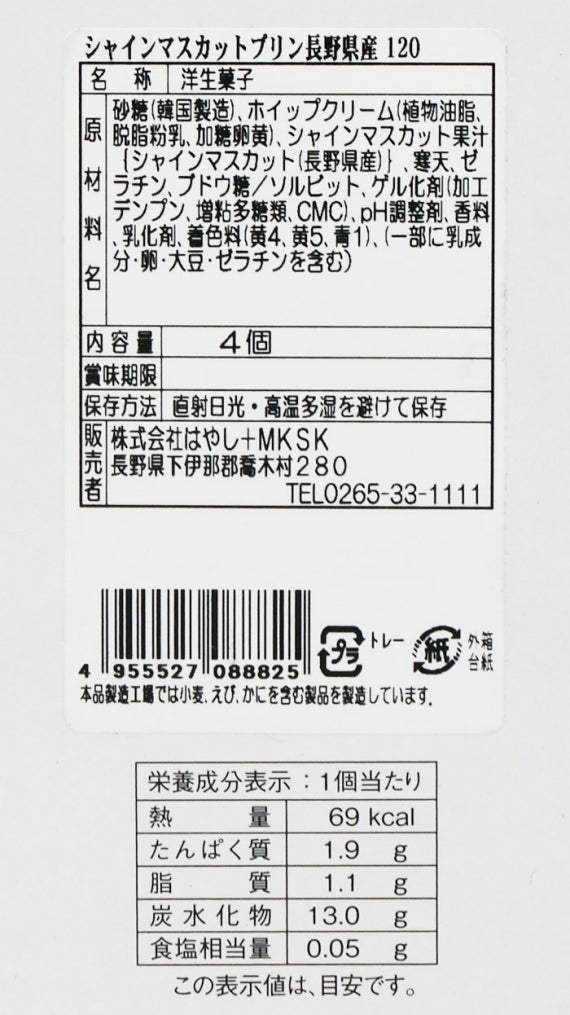 シャインマスカットプリン長野県産 120
名 称 洋生菓子
原材料名
砂糖(韓国製造)、ホイップクリーム(植物油脂、
脱脂粉乳、加糖卵黄)、シャインマスカット果汁
{シャインマスカット(長野県産)}、寒天、ゼ
ラチン、ブドウ糖/ソルビット、ゲル化剤(加工
デンプン、増粘多糖類、CMC)、pH調整剤、香料
、乳化剤、着色料(黄4、黄5、青1)、(一部に乳成
分・卵・大豆・ゼラチンを含む)
内容量 4個
賞味期限
保存方法 直射日光・高温多湿を避けて保存
販売者
株式会社はやし+MKSK
長野県下伊那郡喬木村280
TEL0265-33-1111
プラ トレー 紙 外箱
台紙
4 955527 088825
本品製造工場では小麦、えび、かにを含む製品を製造しています。
栄養成分表示：1個当たり
熱 量 69 kcal
たんぱく質 1.9 g
脂 質 1.1 g
炭水化物 13.0 g
食塩相当量 0.05 g
この表示値は、目安です。